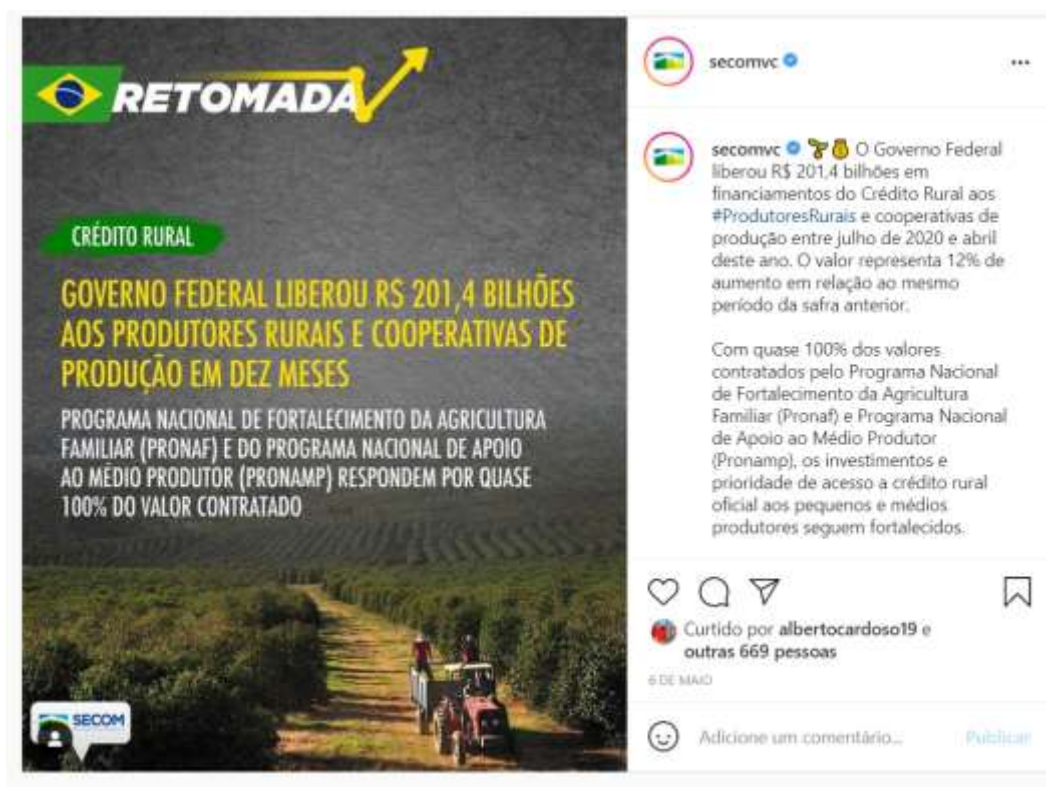 RETOMADA
CRÉDITO RURAL
GOVERNO FEDERAL LIBEROU R$ 201,4 BILHÕES
AOS PRODUTORES RURAIS E COOPERATIVAS DE
PRODUÇÃO EM DEZ MESES
PROGRAMA NACIONAL DE FORTALECIMENTO DA AGRICULTURA
FAMILIAR (PRONAF) E DO PROGRAMA NACIONAL DE APOIO
AO MÉDIO PRODUTOR (PRONAMP) RESPONDEM POR QUASE
100% DO VALOR CONTRATADO
SECOM
secomvc
secomvc O Governo Federal
liberou R$ 201,4 bilhões em
financiamentos do Crédito Rural aos
#ProdutoresRurais e cooperativas de
produção entre julho de 2020 e abril
deste ano. O valor representa 12% de
aumento em relação ao mesmo
período da safra anterior.
Com quase 100% dos valores
contratados pelo Programa Nacional
de Fortalecimento da Agricultura
Familiar (Pronaf) e Programa Nacional
de Apoio ao Médio Produtor
(Pronamp), os investimentos e
prioridade de acesso a crédito rural
oficial aos pequenos e médios
produtores seguem fortalecidos.
Curtido por albertocardoso19 e
outras 669 pessoas
6 DE MAIO
Adicione um comentário... Publicar